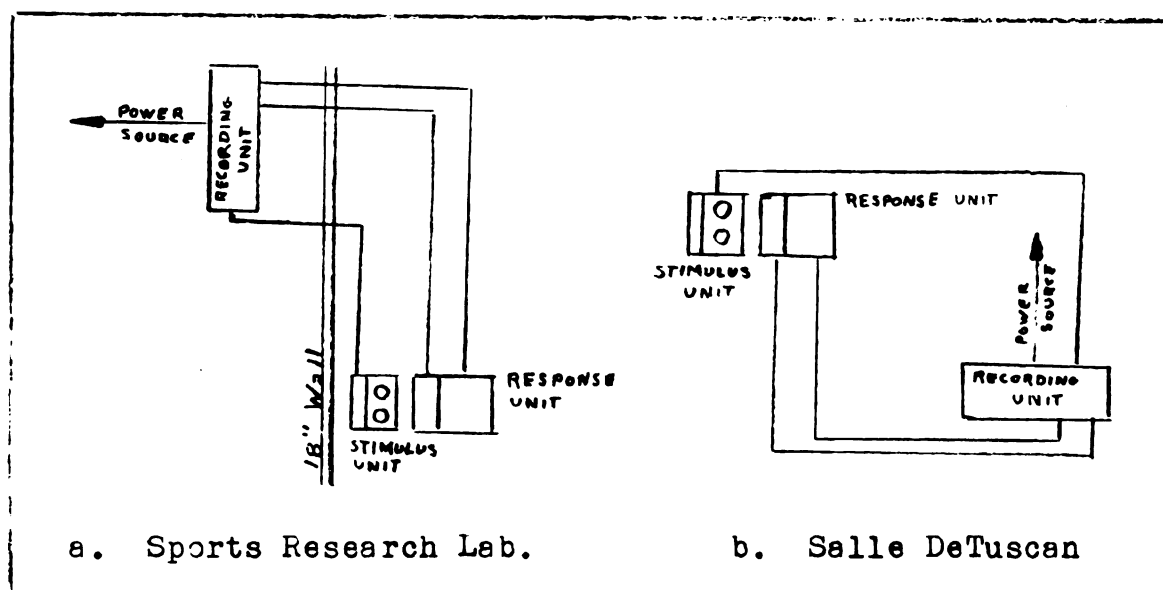 POWER
SOURCE
RECORDING
UNIT
18" Wall
STIMULUS
UNIT
RESPONSE
UNIT
a. Sports Research Lab.
RESPONSE UNIT
STIMULUS
UNIT
POWER
SOURCE
RECORDING
UNIT
b. Salle DeTuscan